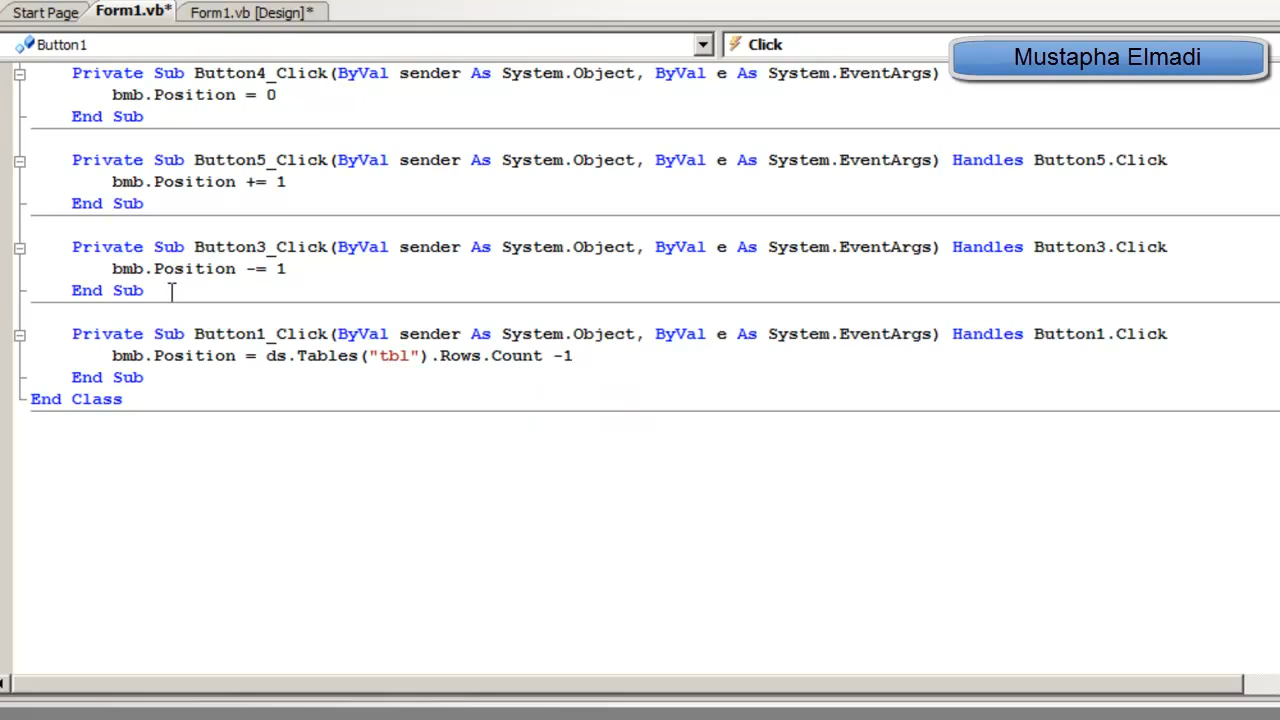 Start Page Form1.vb* Form1.vb [Design]*
Button1 Click
Mustapha Elmadi
Private Sub Button4_Click(ByVal sender As System.Object, ByVal e As System.EventArgs)
bmb.Position = 0
End Sub
Private Sub Button5_Click(ByVal sender As System.Object, ByVal e As System.EventArgs) Handles Button5.Click
bmb.Position += 1
End Sub
Private Sub Button3_Click(ByVal sender As System.Object, ByVal e As System.EventArgs) Handles Button3.Click
bmb.Position -= 1
End Sub
Private Sub Button1_Click(ByVal sender As System.Object, ByVal e As System.EventArgs) Handles Button1.Click
bmb.Position = ds.Tables("tbl").Rows.Count -1
End Sub
End Class